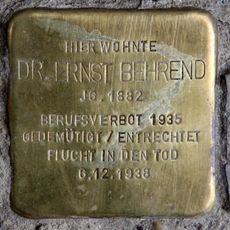 HIER WOHNTE
DR. ERNST BEHREND
JG. 1882
BERUFSVERBOT 1935
GEDEMÜTIGT / ENTRECHTET
FLUCHT IN DEN TOD
6.12.1938